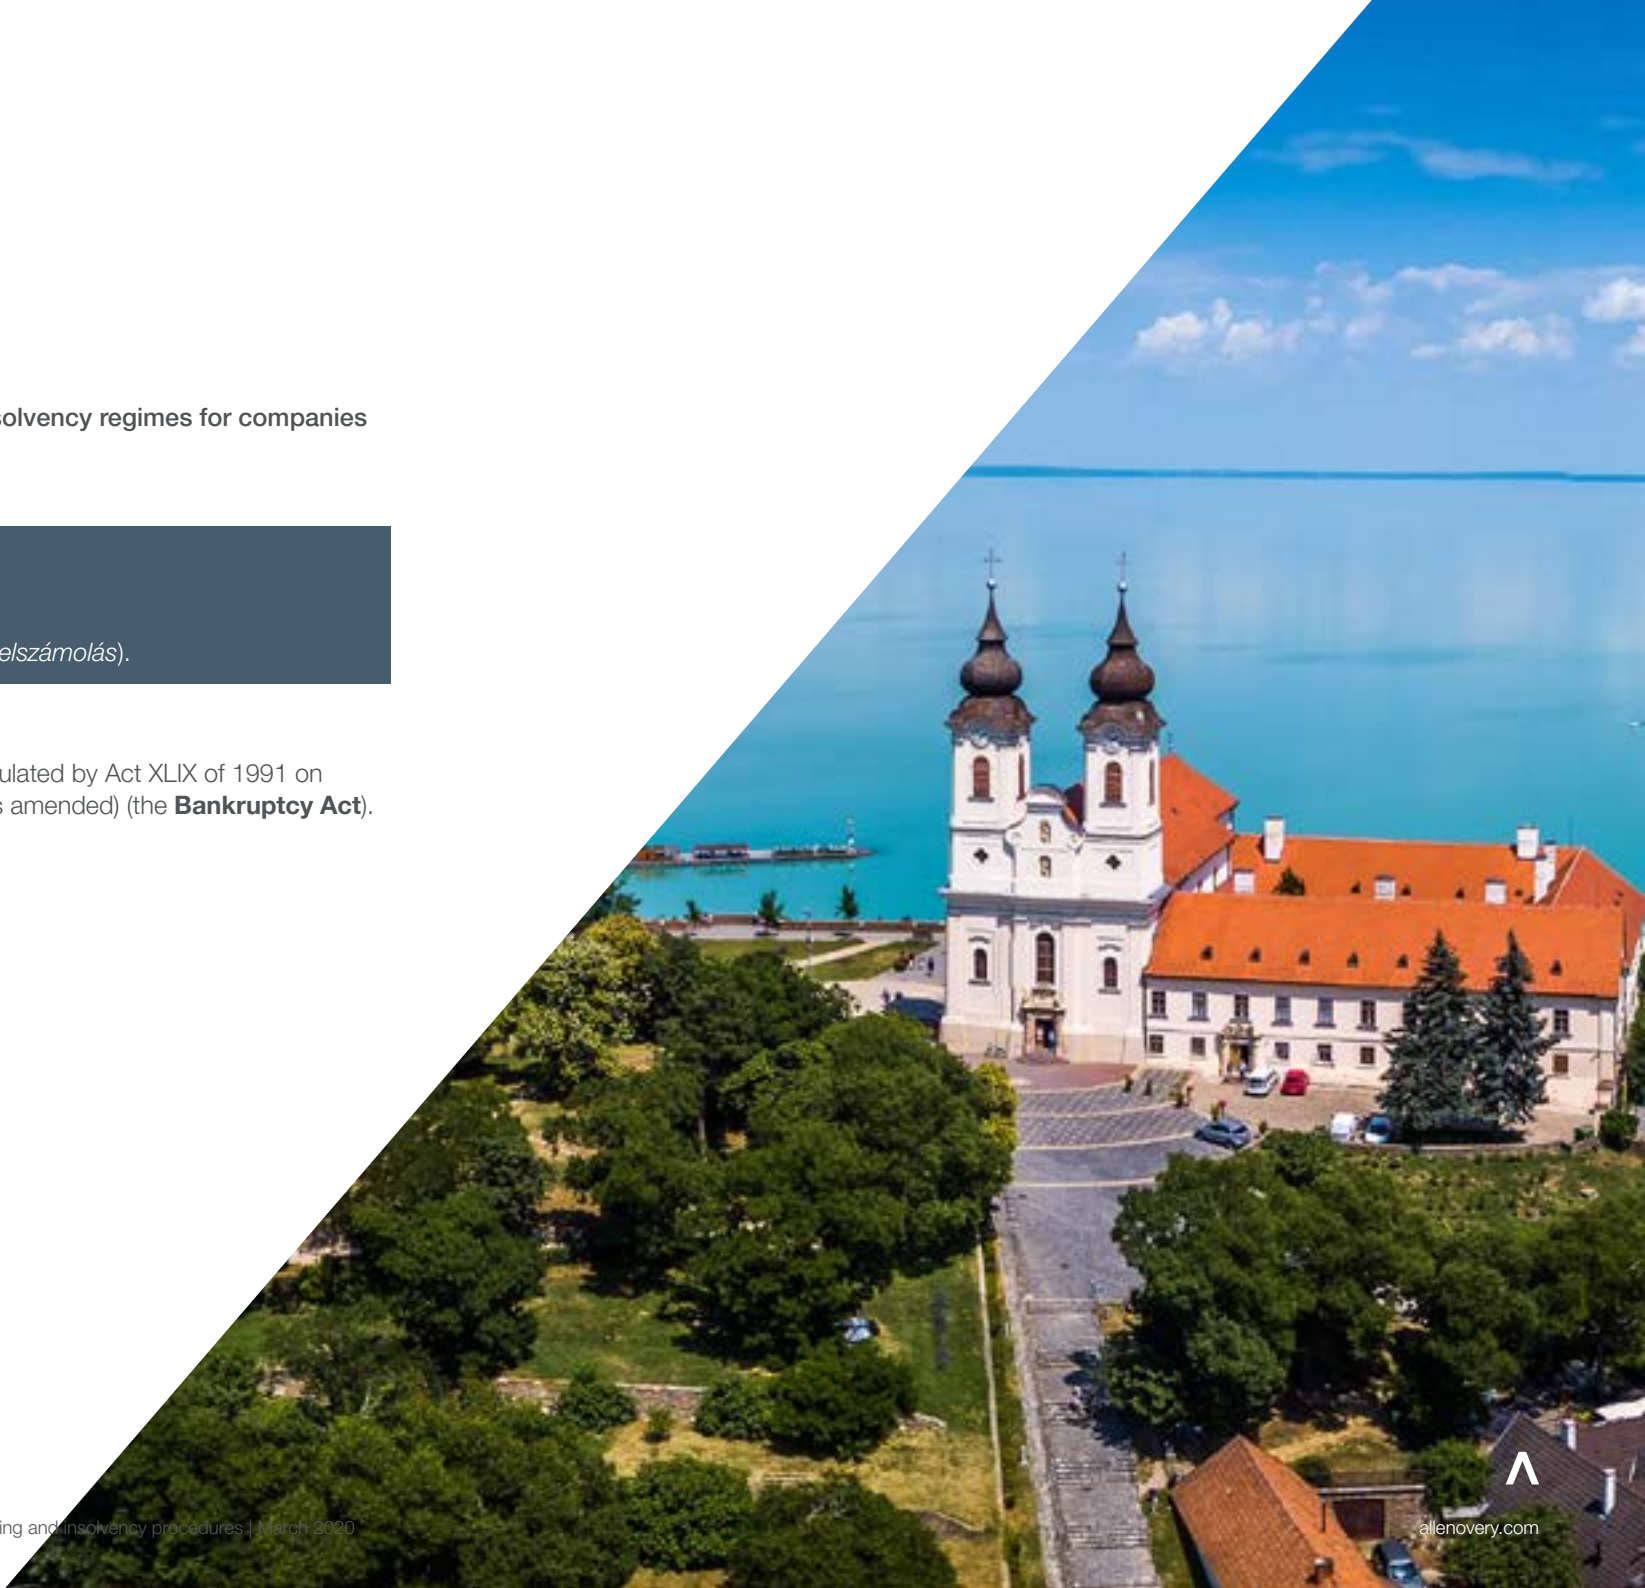 solvency regimes for companies
elszámolás).
ulated by Act XLIX of 1991 on
s amended) (the Bankruptcy Act).
ing and insolvency procedures | March 2020
allenovery.com